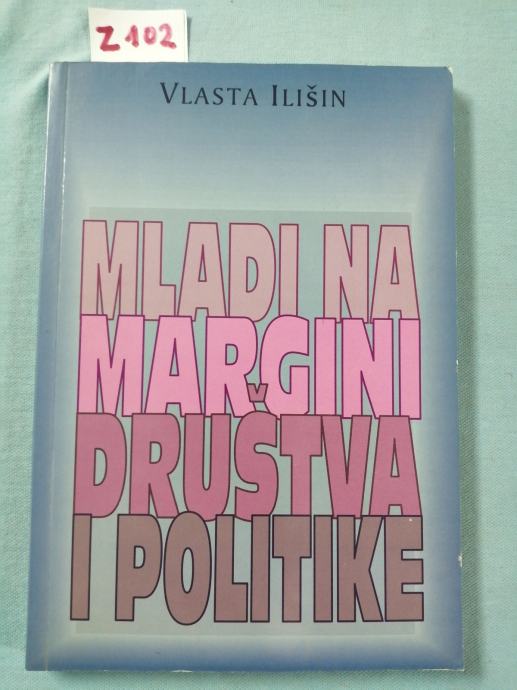 Z 102
VLASTA ILIŠIN
MLADI NA
MARGINI
DRUŠTVA
I POLITIKE